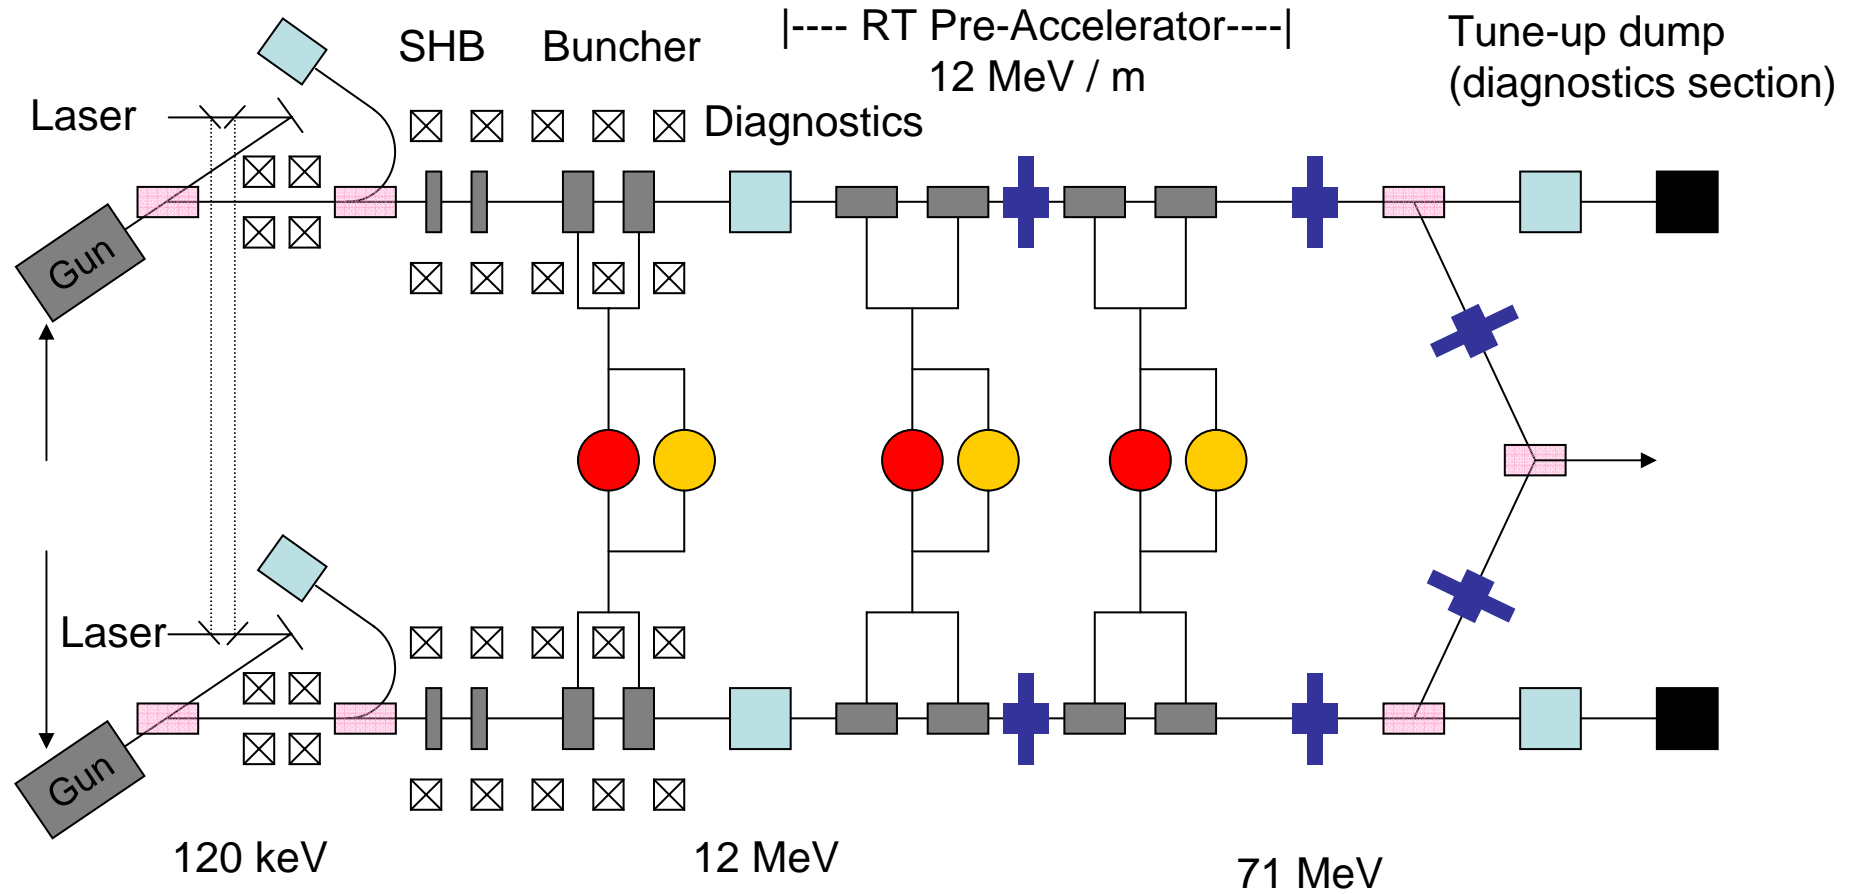 SHB
Buncher
|---- RT Pre-Accelerator----|
12 MeV / m
Tune-up dump
(diagnostics section)
Laser
Diagnostics
Gun
Laser
Gun
120 keV
12 MeV
71 MeV